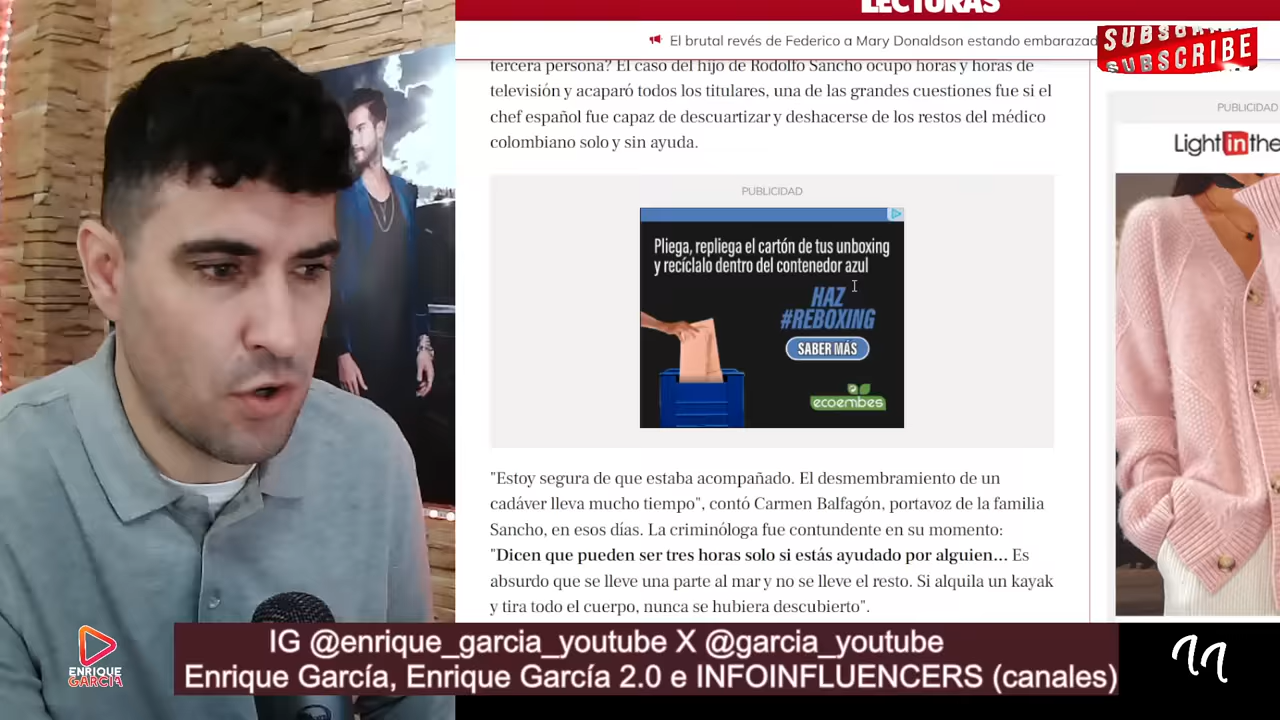 LECTURAS
El brutal revés de Federico a Mary Donaldson estando embarazad
SUBSCRIBE
SUBSCRIBE
tercera persona? El caso del hijo de Rodolfo Sancho ocupó horas y horas de
televisión y acaparó todos los titulares, una de las grandes cuestiones fue si el
chef español fue capaz de descuartizar y deshacerse de los restos del médico
colombiano solo y sin ayuda.
PUBLICIDAD
Pliega, repliega el cartón de tus unboxing
y recíclalo dentro del contenedor azul
HAZ
#REBOXING
SABER MÁS
ecoembes
PUBLICIDAD
Lightinthe
"Estoy segura de que estaba acompañado. El desmembramiento de un
cadáver lleva mucho tiempo", contó Carmen Balfagón, portavoz de la familia
Sancho, en esos días. La criminóloga fue contundente en su momento:
"Dicen que pueden ser tres horas solo si estás ayudado por alguien... Es
absurdo que se lleve una parte al mar y no se lleve el resto. Si alquila un kayak
y tira todo el cuerpo, nunca se hubiera descubierto".
IG @enrique_garcia_youtube X @garcia_youtube
Enrique García, Enrique García 2.0 e INFOINFLUENCERS (canales)
ENRIQUE
GARCÍA